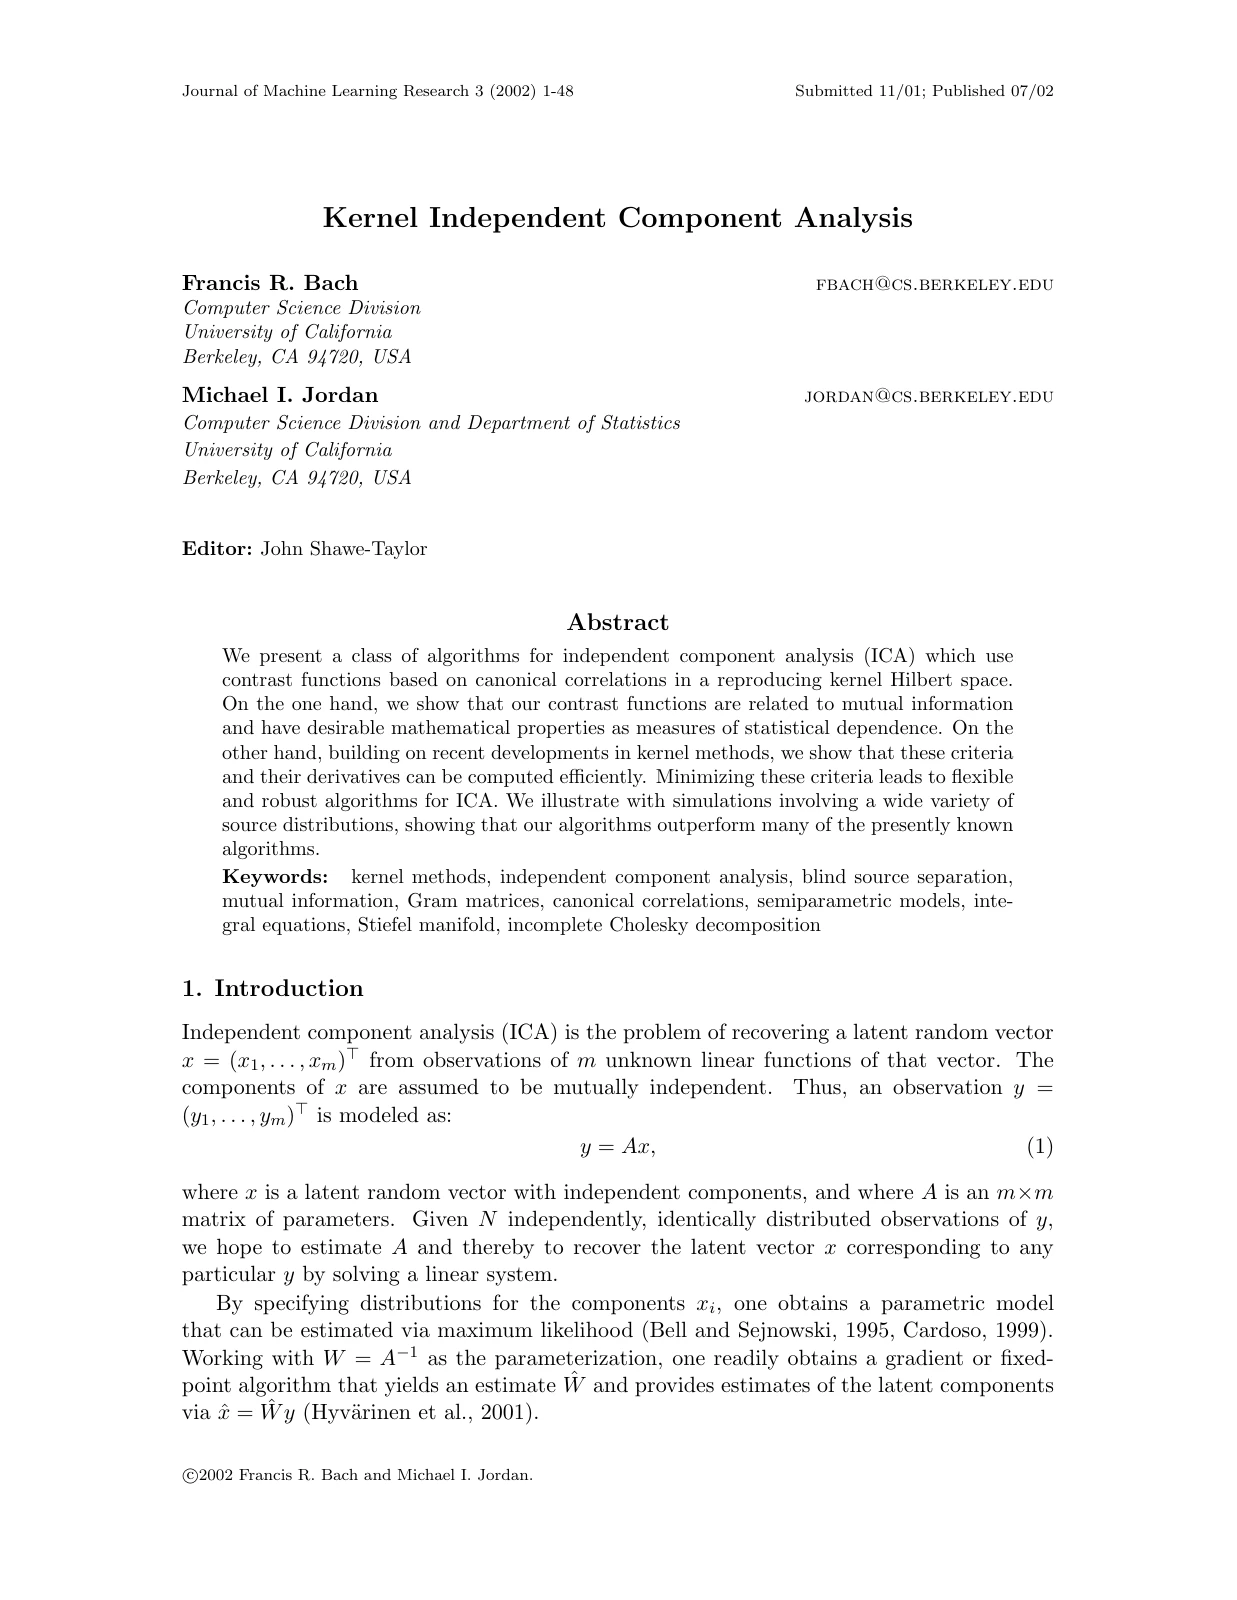 Journal of Machine Learning Research 3 (2002) 1-48 Submitted 11/01; Published 07/02
Kernel Independent Component Analysis
Francis R. Bach FBACH@CS.BERKELEY.EDU
Computer Science Division
University of California
Berkeley, CA 94720, USA
Michael I. Jordan JORDAN@CS.BERKELEY.EDU
Computer Science Division and Department of Statistics
University of California
Berkeley, CA 94720, USA
Editor: John Shawe-Taylor
Abstract
We present a class of algorithms for independent component analysis (ICA) which use
contrast functions based on canonical correlations in a reproducing kernel Hilbert space.
On the one hand, we show that our contrast functions are related to mutual information
and have desirable mathematical properties as measures of statistical dependence. On the
other hand, building on recent developments in kernel methods, we show that these criteria
and their derivatives can be computed efficiently. Minimizing these criteria leads to flexible
and robust algorithms for ICA. We illustrate with simulations involving a wide variety of
source distributions, showing that our algorithms outperform many of the presently known
algorithms.
Keywords: kernel methods, independent component analysis, blind source separation,
mutual information, Gram matrices, canonical correlations, semiparametric models, inte-
gral equations, Stiefel manifold, incomplete Cholesky decomposition
1. Introduction
Independent component analysis (ICA) is the problem of recovering a latent random vector
x = (x₁, . . . , xₘ)⊤ from observations of m unknown linear functions of that vector. The
components of x are assumed to be mutually independent. Thus, an observation y =
(y₁, . . . , yₘ)⊤ is modeled as:
y = Ax, (1)
where x is a latent random vector with independent components, and where A is an m×m
matrix of parameters. Given N independently, identically distributed observations of y,
we hope to estimate A and thereby to recover the latent vector x corresponding to any
particular y by solving a linear system.
By specifying distributions for the components xᵢ, one obtains a parametric model
that can be estimated via maximum likelihood (Bell and Sejnowski, 1995, Cardoso, 1999).
Working with W = A⁻¹ as the parameterization, one readily obtains a gradient or fixed-
point algorithm that yields an estimate Ŵ and provides estimates of the latent components
via x̂ = Ŵy (Hyvärinen et al., 2001).
©2002 Francis R. Bach and Michael I. Jordan.